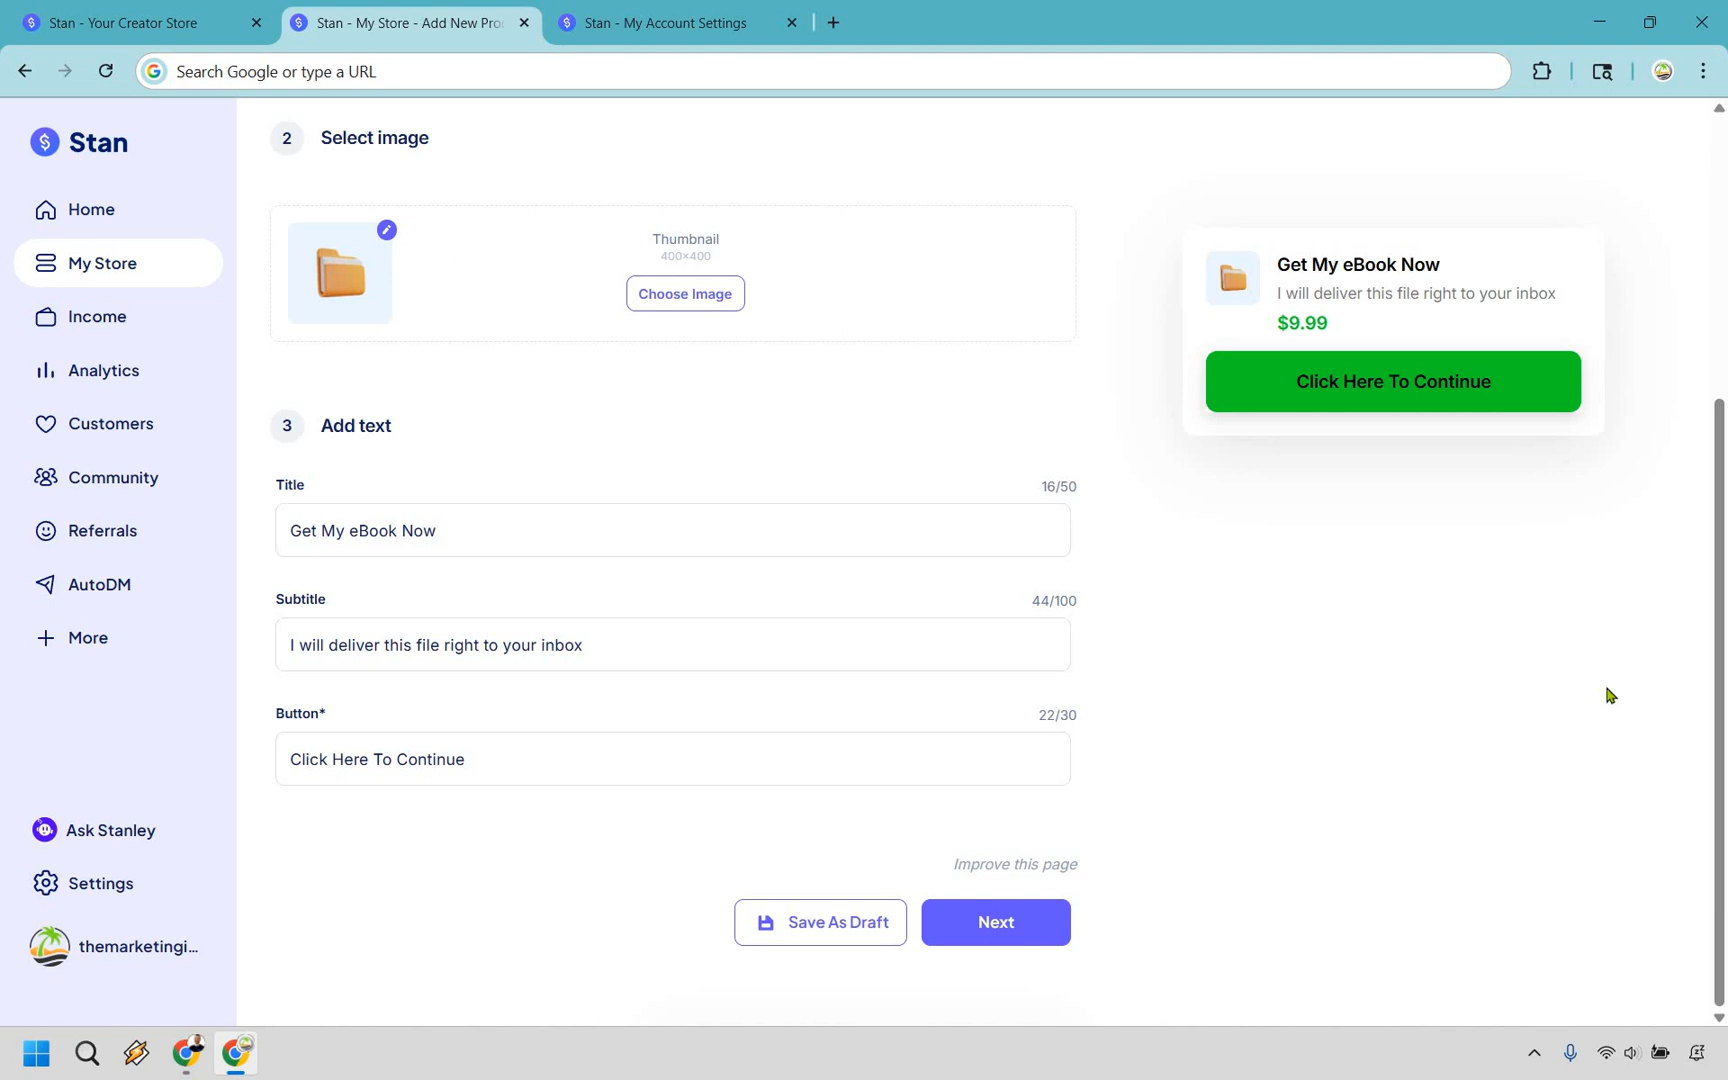 Stan - Your Creator Store
Stan - My Store - Add New Pro
Stan - My Account Settings
Search Google or type a URL
Stan
Home
My Store
Income
Analytics
Customers
Community
Referrals
AutoDM
More
Ask Stanley
Settings
themarketingi...
2 Select image
Thumbnail
400×400
Choose Image
3 Add text
Title 16/50
Get My eBook Now
Subtitle 44/100
I will deliver this file right to your inbox
Button* 22/30
Click Here To Continue
Improve this page
Save As Draft
Next
Get My eBook Now
I will deliver this file right to your inbox
$9.99
Click Here To Continue